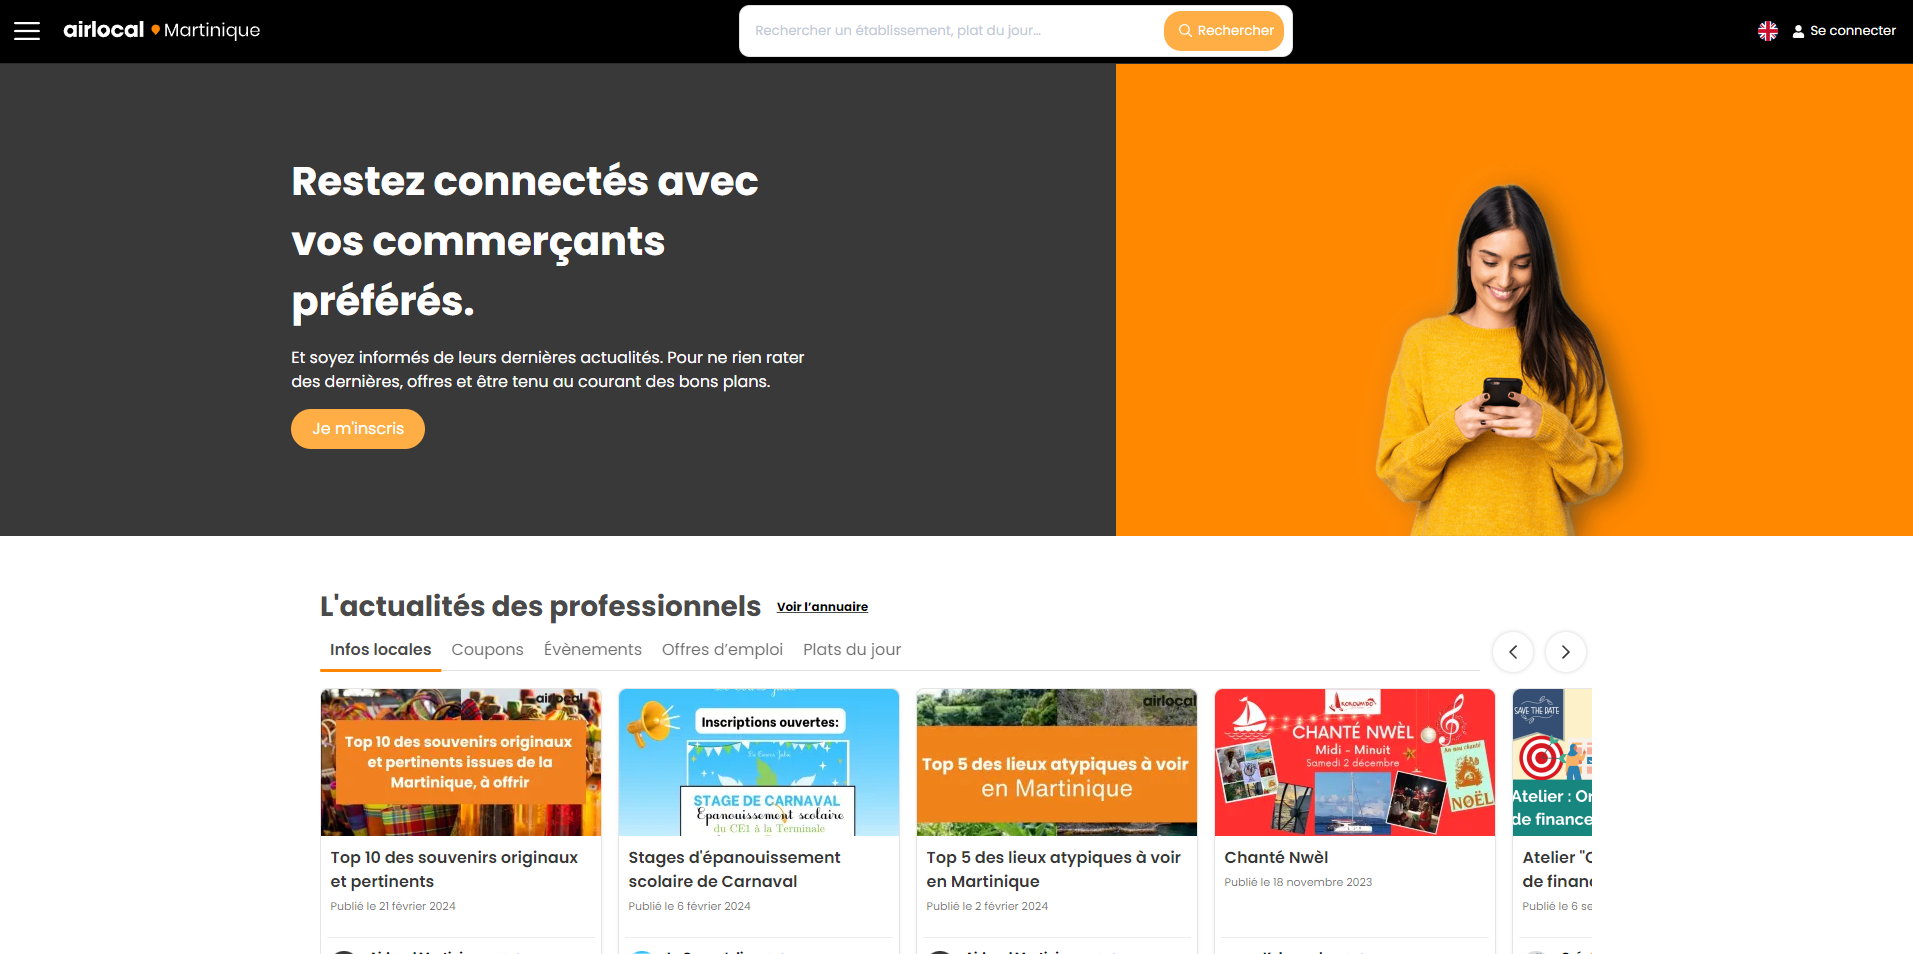 airlocal Martinique
Rechercher un établissement, plat du jour...
Rechercher
Se connecter
Restez connectés avec
vos commerçants
préférés.
Et soyez informés de leurs dernières actualités. Pour ne rien rater
des dernières, offres et être tenu au courant des bons plans.
Je m'inscris
L'actualités des professionnels
Voir l’annuaire
Infos locales
Coupons
Évènements
Offres d’emploi
Plats du jour
airlocal
Top 10 des souvenirs originaux
et pertinents issues de la
Martinique, à offrir
Top 10 des souvenirs originaux
et pertinents
Publié le 21 février 2024
Inscriptions ouvertes:
STAGE DE CARNAVAL
Epanouissement scolaire
du CE1 à la Terminale
Stages d'épanouissement
scolaire de Carnaval
Publié le 6 février 2024
airlocal
Top 5 des lieux atypiques à voir
en Martinique
Top 5 des lieux atypiques à voir
en Martinique
Publié le 2 février 2024
CHANTÉ NWÈL
Midi - Minuit
Samedi 2 décembre
NOËL
Chanté Nwèl
Publié le 18 novembre 2023
SAVE THE DATE
Atelier : Or
de finance
Atelier "
de finan
Publié le 6 se